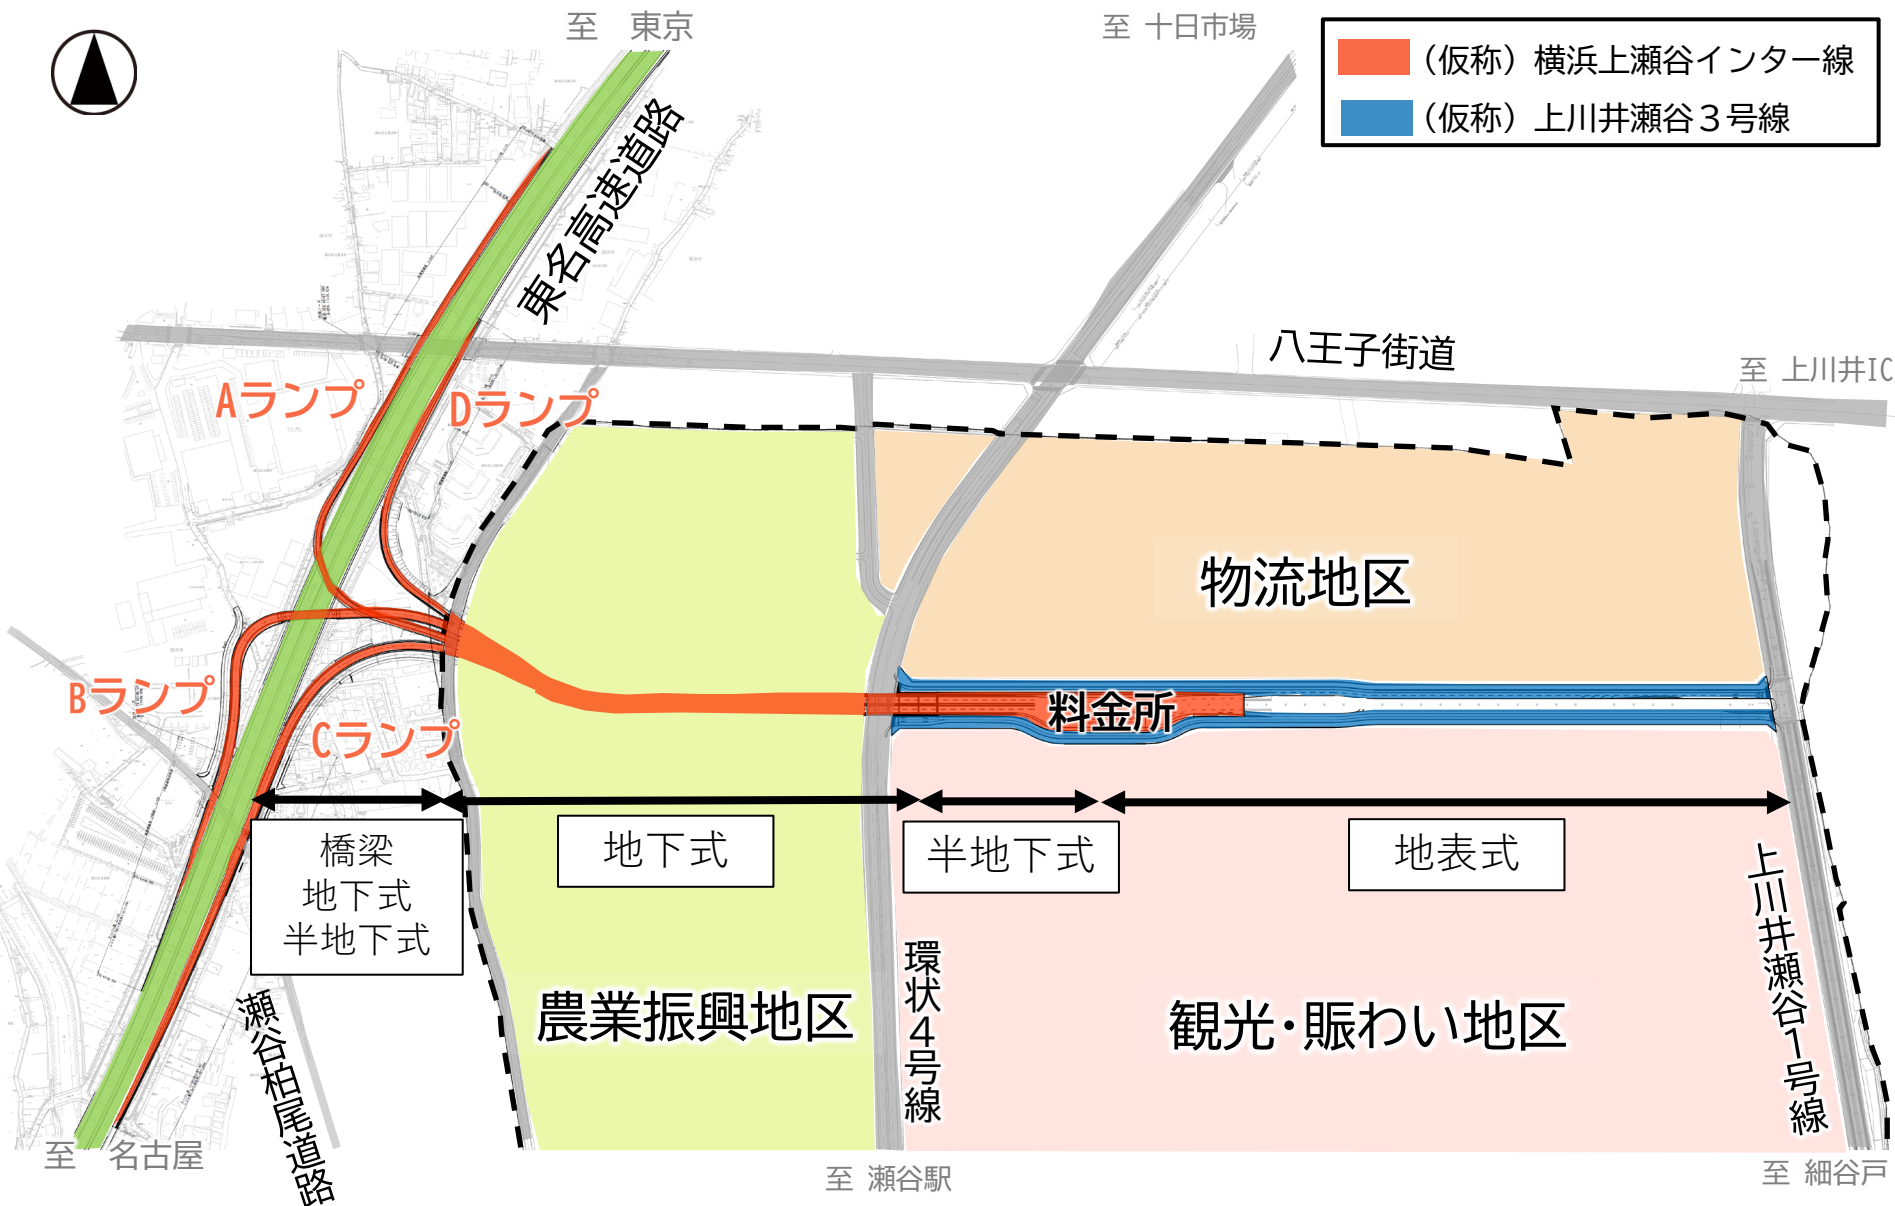 至 東京
至 十日市場
（仮称）横浜上瀬谷インター線
（仮称）上川井瀬谷３号線
東名高速道路
八王子街道
至 上川井IC
Aランプ
Dランプ
物流地区
Bランプ
Cランプ
料金所
橋梁
地下式
半地下式
地下式
半地下式
地表式
農業振興地区
環状４号線
観光・賑わい地区
上川井瀬谷１号線
瀬谷柏尾道路
至 名古屋
至 瀬谷駅
至 細谷戸